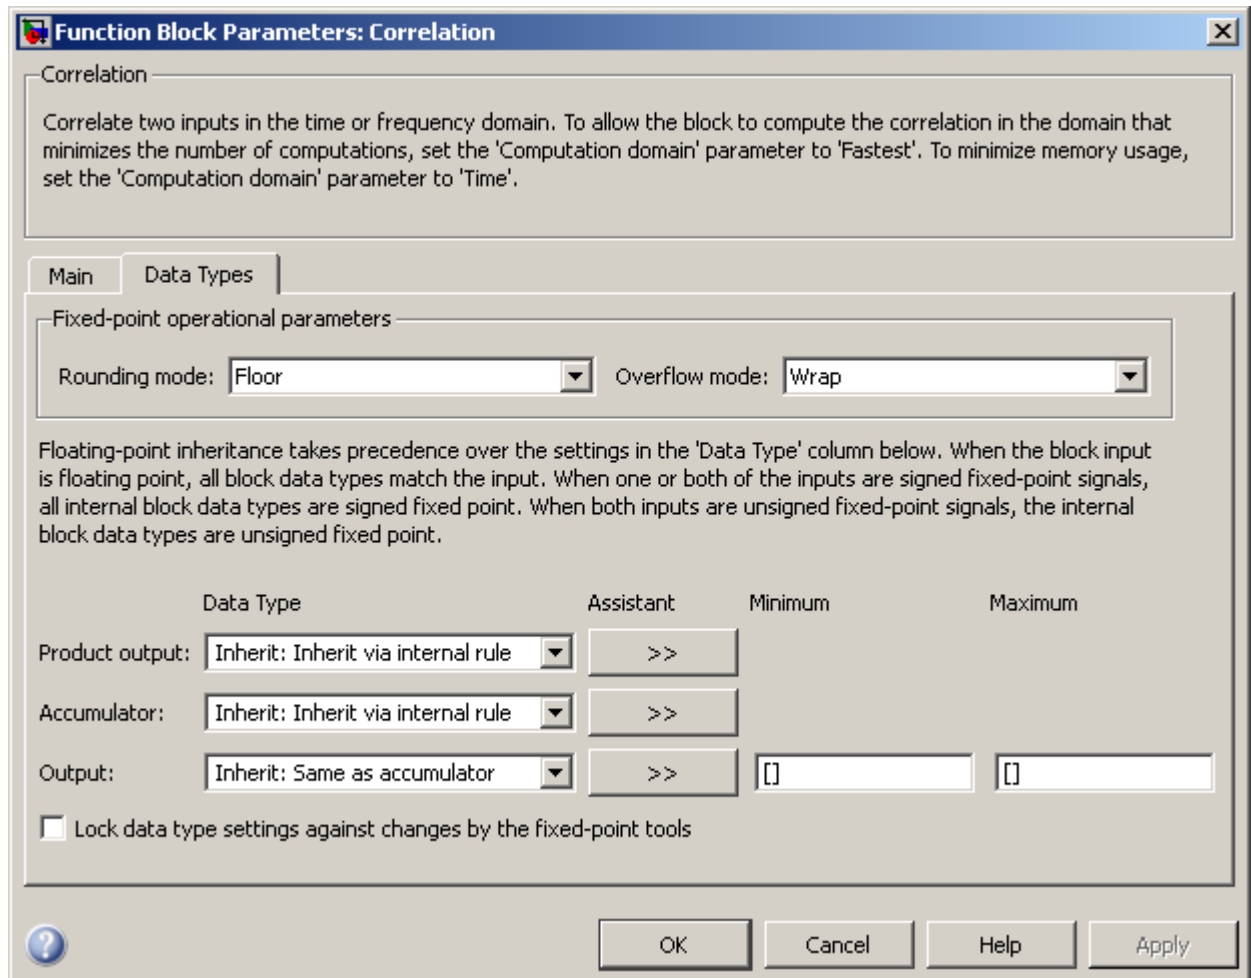 Function Block Parameters: Correlation
Correlation
Correlate two inputs in the time or frequency domain. To allow the block to compute the correlation in the domain that
minimizes the number of computations, set the 'Computation domain' parameter to 'Fastest'. To minimize memory usage,
set the 'Computation domain' parameter to 'Time'.
Main Data Types
Fixed-point operational parameters
Rounding mode: Floor Overflow mode: Wrap
Floating-point inheritance takes precedence over the settings in the 'Data Type' column below. When the block input
is floating point, all block data types match the input. When one or both of the inputs are signed fixed-point signals,
all internal block data types are signed fixed point. When both inputs are unsigned fixed-point signals, the internal
block data types are unsigned fixed point.
Data Type Assistant Minimum Maximum
Product output: Inherit: Inherit via internal rule >>
Accumulator: Inherit: Inherit via internal rule >>
Output: Inherit: Same as accumulator >> [] []
Lock data type settings against changes by the fixed-point tools
? OK Cancel Help Apply